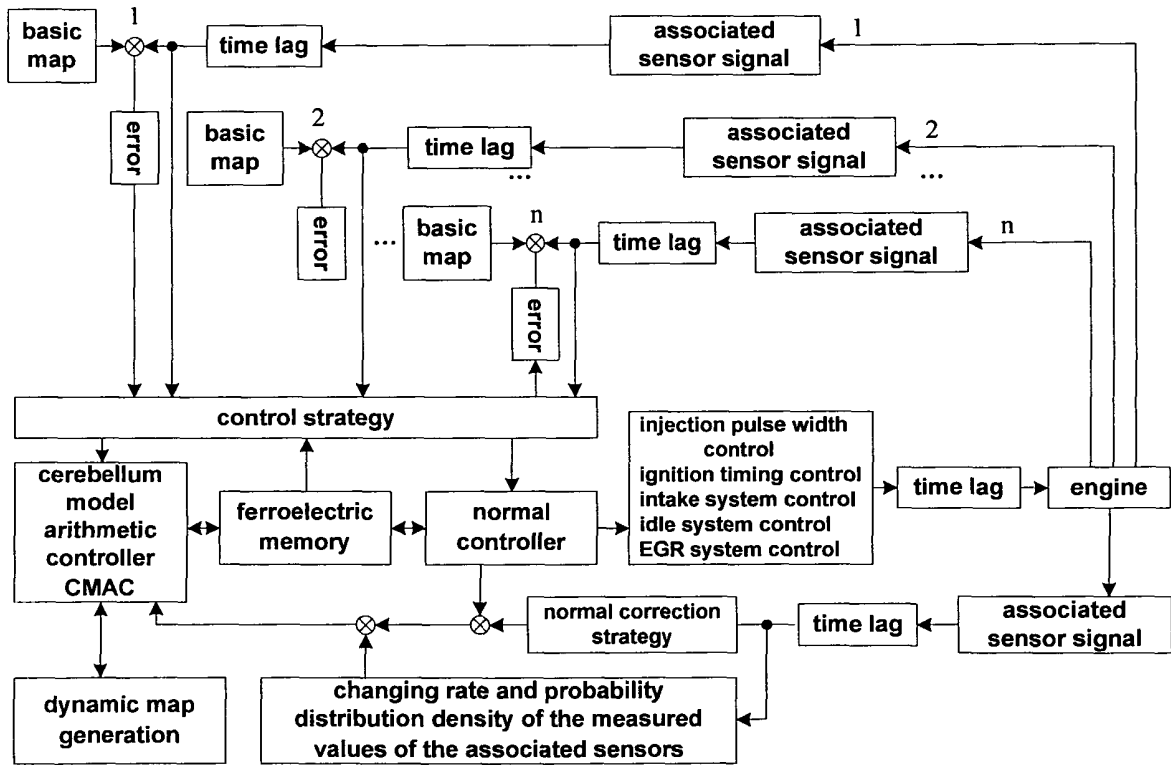 1
basic
map
time lag
associated
sensor signal
1
error
basic
map
2
time lag
...
associated
sensor signal
2
...
error
...
basic
map
n
time lag
associated
sensor signal
n
error
control strategy
cerebellum
model
arithmetic
controller
CMAC
ferroelectric
memory
normal
controller
injection pulse width
control
ignition timing control
intake system control
idle system control
EGR system control
time lag
engine
normal correction
strategy
time lag
associated
sensor signal
dynamic map
generation
changing rate and probability
distribution density of the measured
values of the associated sensors